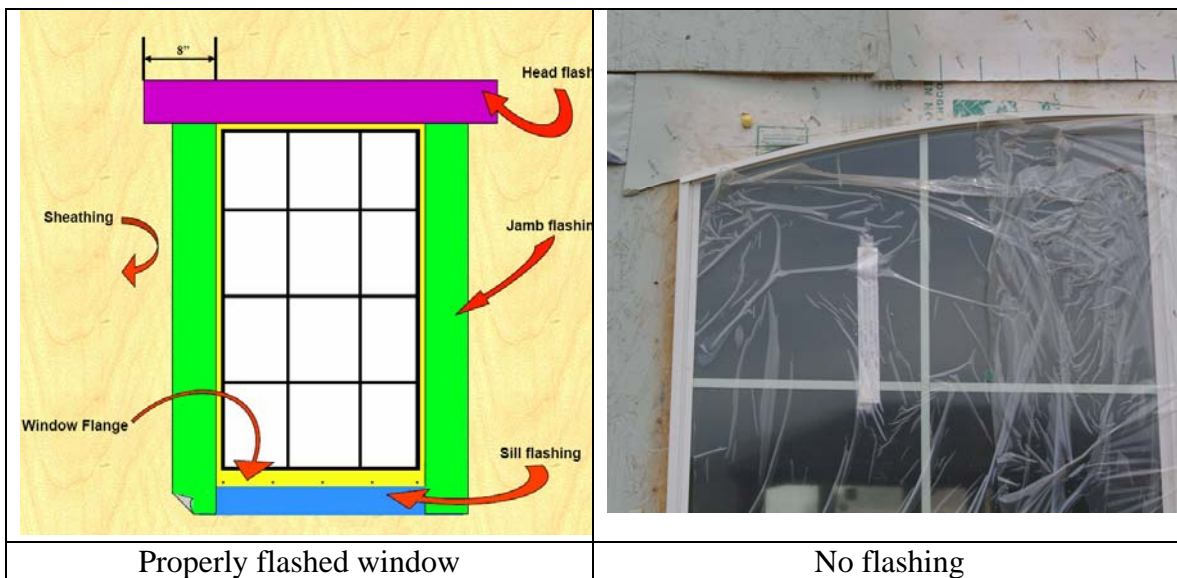 8"
Head flash
Sheathing
Jamb flashin
Window Flange
Sill flashing
Properly flashed window
No flashing